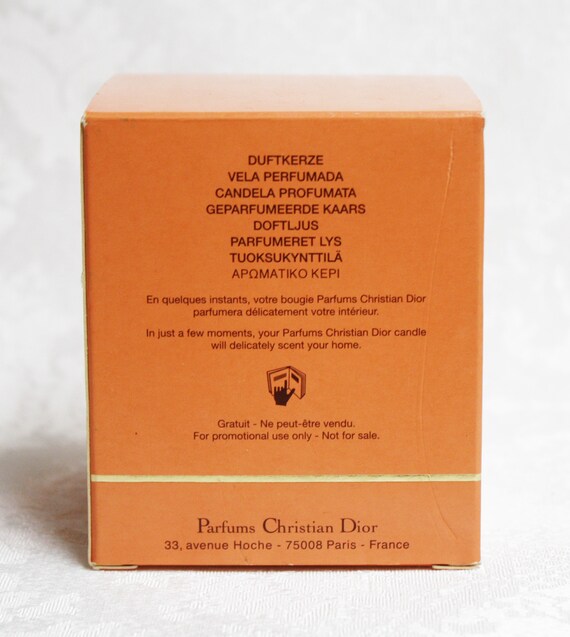 DUFTKERZE
VELA PERFUMADA
CANDELA PROFUMATA
GEPARFUMEERDE KAARS
DOFTLJUS
PARFUMERET LYS
TUOKSUKYNTTILÄ
ΑΡΩΜΑΤΙΚΟ ΚΕΡΙ
En quelques instants, votre bougie Parfums Christian Dior
parfumera délicatement votre intérieur.
In just a few moments, your Parfums Christian Dior candle
will delicately scent your home.
Gratuit - Ne peut-être vendu.
For promotional use only - Not for sale.
Parfums Christian Dior
33, avenue Hoche - 75008 Paris - France